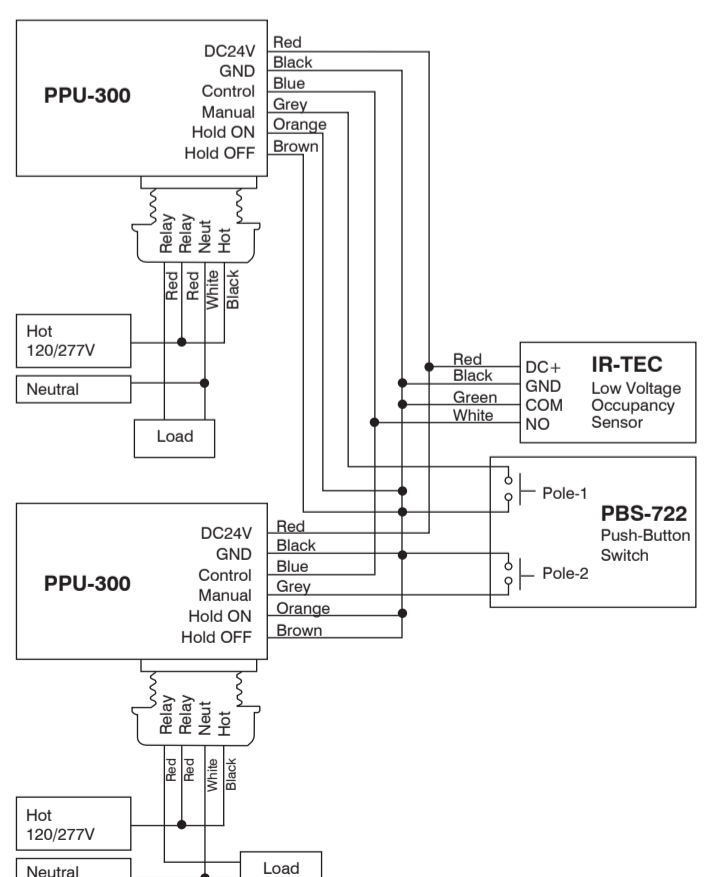 PPU-300
DC24V
GND
Control
Manual
Hold ON
Hold OFF
Red
Black
Blue
Grey
Orange
Brown
Relay
Relay
Neut
Hot
Red
Red
White
Black
Hot
120/277V
Neutral
Load
Red
Black
Green
White
DC+
GND
COM
NO
IR-TEC
Low Voltage
Occupancy
Sensor
Pole-1
Pole-2
PBS-722
Push-Button
Switch
PPU-300
DC24V
GND
Control
Manual
Hold ON
Hold OFF
Red
Black
Blue
Grey
Orange
Brown
Relay
Relay
Neut
Hot
Red
Red
White
Black
Hot
120/277V
Neutral
Load